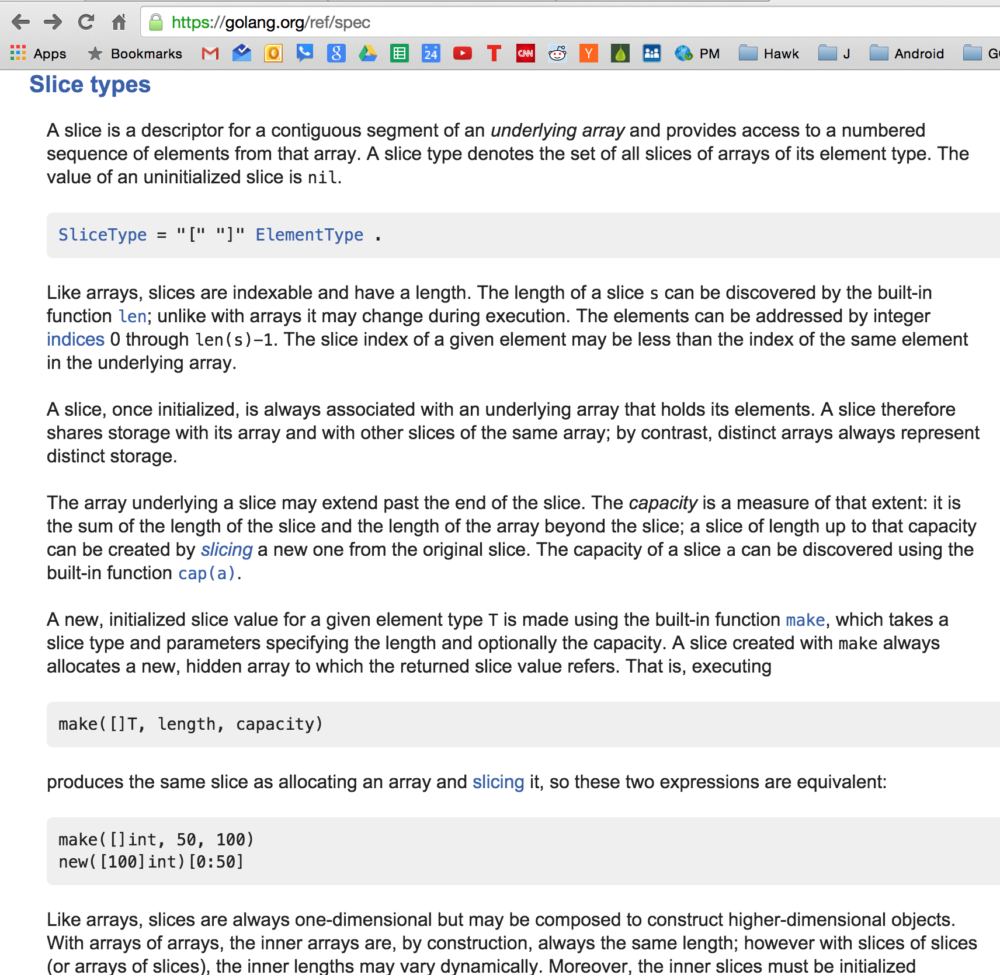 https://golang.org/ref/spec
Apps Bookmarks 8 24 T CNN Y PM Hawk J Android
Slice types
A slice is a descriptor for a contiguous segment of an underlying array and provides access to a numbered
sequence of elements from that array. A slice type denotes the set of all slices of arrays of its element type. The
value of an uninitialized slice is nil.
SliceType = "[" "]" ElementType .
Like arrays, slices are indexable and have a length. The length of a slice s can be discovered by the built-in
function len; unlike with arrays it may change during execution. The elements can be addressed by integer
indices 0 through len(s)-1. The slice index of a given element may be less than the index of the same element
in the underlying array.
A slice, once initialized, is always associated with an underlying array that holds its elements. A slice therefore
shares storage with its array and with other slices of the same array; by contrast, distinct arrays always represent
distinct storage.
The array underlying a slice may extend past the end of the slice. The capacity is a measure of that extent: it is
the sum of the length of the slice and the length of the array beyond the slice; a slice of length up to that capacity
can be created by slicing a new one from the original slice. The capacity of a slice a can be discovered using the
built-in function cap(a).
A new, initialized slice value for a given element type T is made using the built-in function make, which takes a
slice type and parameters specifying the length and optionally the capacity. A slice created with make always
allocates a new, hidden array to which the returned slice value refers. That is, executing
make([]T, length, capacity)
produces the same slice as allocating an array and slicing it, so these two expressions are equivalent:
make([]int, 50, 100)
new([100]int)[0:50]
Like arrays, slices are always one-dimensional but may be composed to construct higher-dimensional objects.
With arrays of arrays, the inner arrays are, by construction, always the same length; however with slices of slices
(or arrays of slices), the inner lengths may vary dynamically. Moreover, the inner slices must be initialized